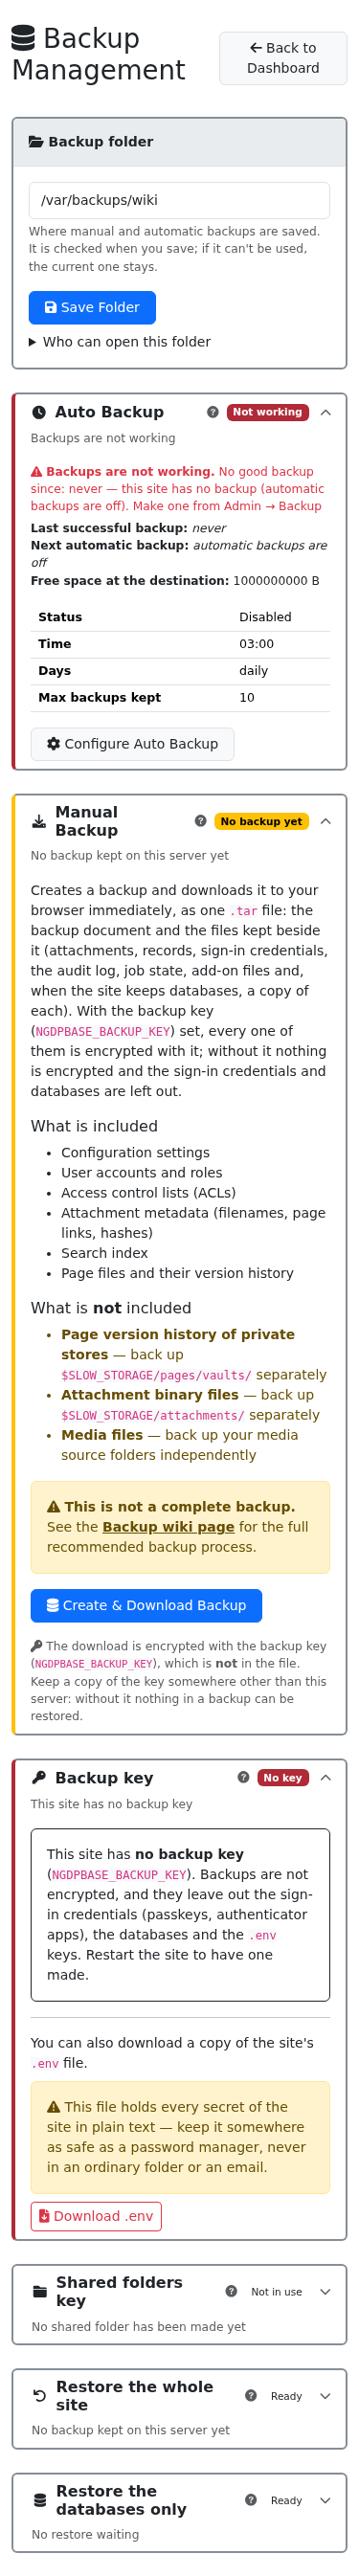 Backup
Management
Back to
Dashboard
Backup folder
/var/backups/wiki
Where manual and automatic backups are saved.
It is checked when you save; if it can't be used,
the current one stays.
Save Folder
Who can open this folder
Auto Backup
Not working
Backups are not working
Backups are not working. No good backup
since: never — this site has no backup (automatic
backups are off). Make one from Admin → Backup
Last successful backup: never
Next automatic backup: automatic backups are
off
Free space at the destination: 1000000000 B
Status Disabled
Time 03:00
Days daily
Max backups kept 10
Configure Auto Backup
Manual
Backup
No backup yet
No backup kept on this server yet
Creates a backup and downloads it to your
browser immediately, as one .tar file: the
backup document and the files kept beside
it (attachments, records, sign-in credentials,
the audit log, job state, add-on files and,
when the site keeps databases, a copy of
each). With the backup key
(NGDPBASE_BACKUP_KEY) set, every one of
them is encrypted with it; without it nothing
is encrypted and the sign-in credentials and
databases are left out.
What is included
• Configuration settings
• User accounts and roles
• Access control lists (ACLs)
• Attachment metadata (filenames, page
links, hashes)
• Search index
• Page files and their version history
What is not included
• Page version history of private
stores — back up
$SLOW_STORAGE/pages/vaults/ separately
• Attachment binary files — back up
$SLOW_STORAGE/attachments/ separately
• Media files — back up your media
source folders independently
This is not a complete backup.
See the Backup wiki page for the full
recommended backup process.
Create & Download Backup
The download is encrypted with the backup key
(NGDPBASE_BACKUP_KEY), which is not in the file.
Keep a copy of the key somewhere other than this
server: without it nothing in a backup can be
restored.
Backup key
No key
This site has no backup key
This site has no backup key
(NGDPBASE_BACKUP_KEY). Backups are not
encrypted, and they leave out the sign-
in credentials (passkeys, authenticator
apps), the databases and the .env
keys. Restart the site to have one
made.
You can also download a copy of the site's
.env file.
This file holds every secret of the
site in plain text — keep it somewhere
as safe as a password manager, never
in an ordinary folder or an email.
Download .env
Shared folders
key
Not in use
No shared folder has been made yet
Restore the whole
site
Ready
No backup kept on this server yet
Restore the
databases only
Ready
No restore waiting